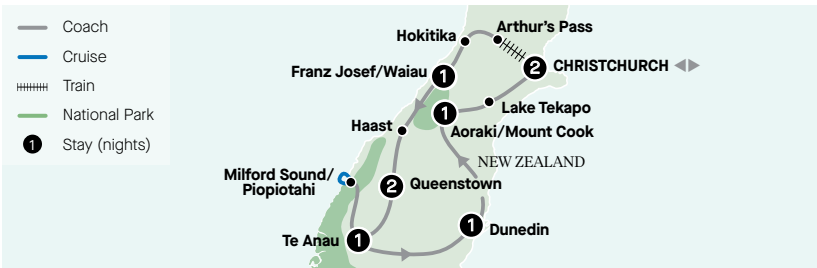 Coach
Cruise
Train
National Park
1 Stay (nights)
Arthur's Pass
Hokitika
2 CHRISTCHURCH
Franz Josef/Waiau 1
Lake Tekapo
1
Aoraki/Mount Cook
Haast
NEW ZEALAND
Milford Sound/
Piopiotahi
2 Queenstown
1 Dunedin
Te Anau 1